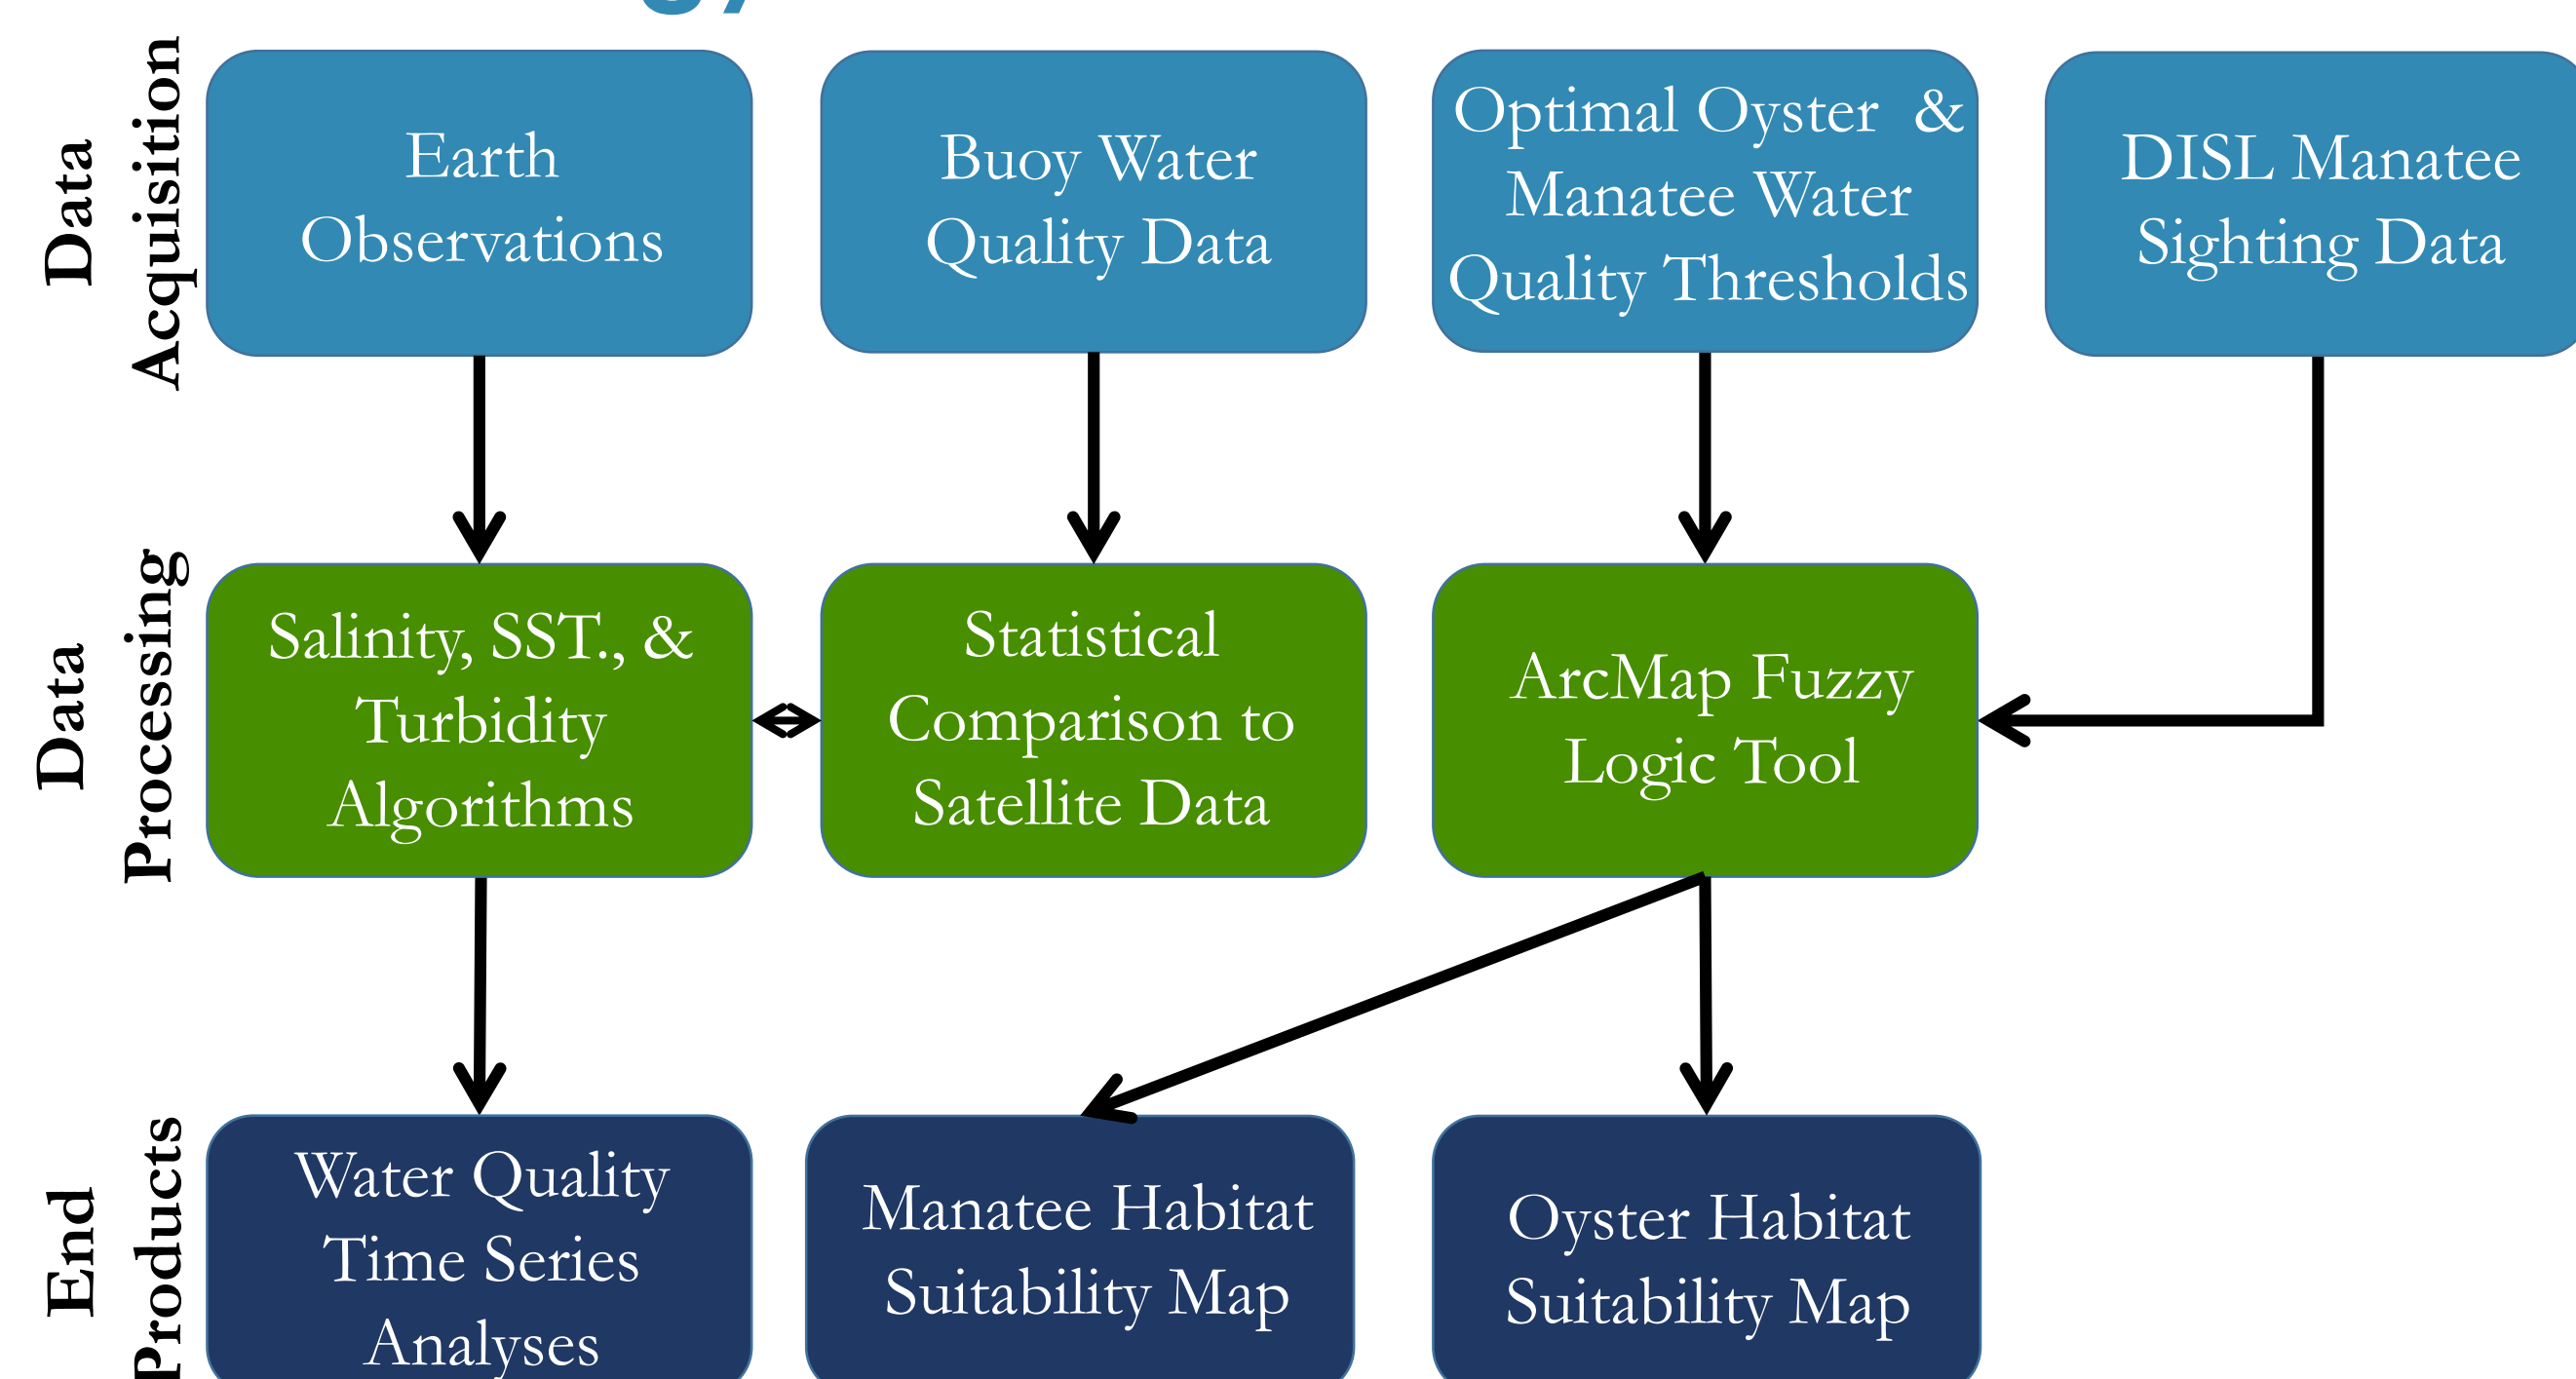 Data
Acquisition
Earth
Observations
Buoy Water
Quality Data
Optimal Oyster &
Manatee Water
Quality Thresholds
DISL Manatee
Sighting Data
Data
Processing
Salinity, SST., &
Turbidity
Algorithms
Statistical
Comparison to
Satellite Data
ArcMap Fuzzy
Logic Tool
End
Products
Water Quality
Time Series
Analyses
Manatee Habitat
Suitability Map
Oyster Habitat
Suitability Map